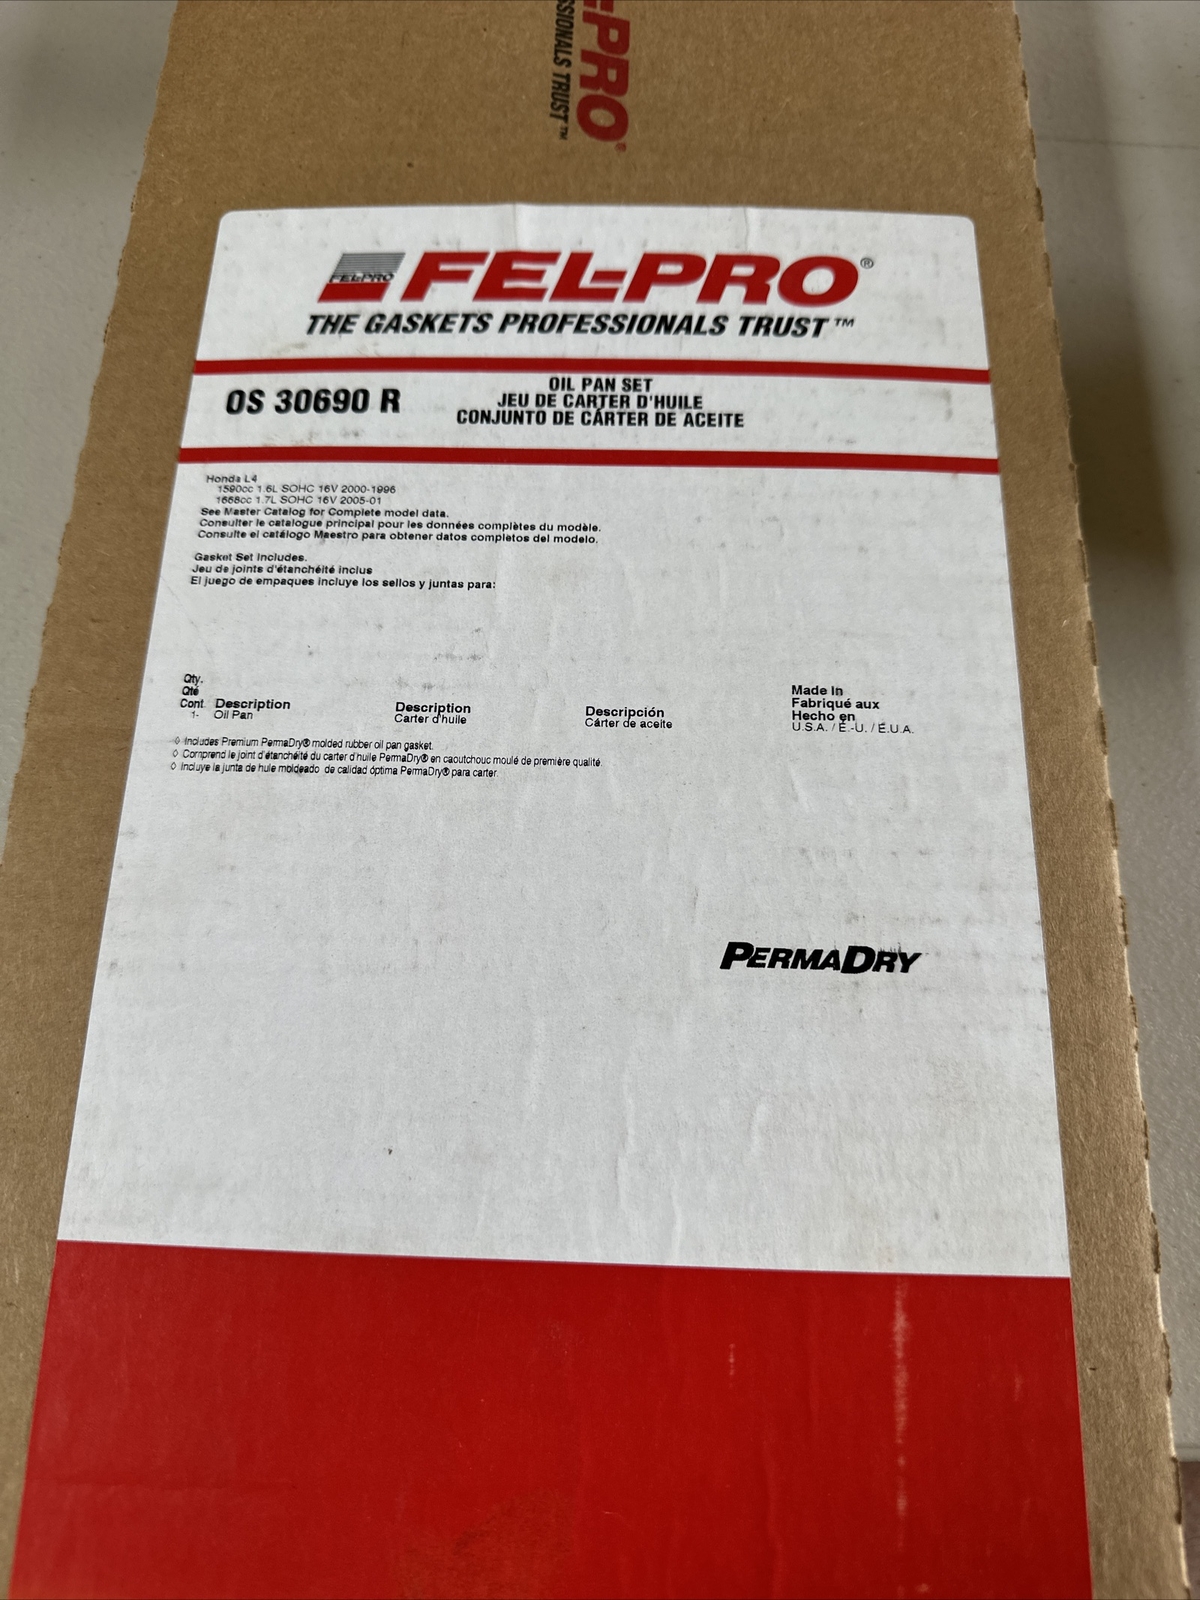 -PRO®
SSIONALS TRUST™
FEL-PRO
FEL-PRO®
THE GASKETS PROFESSIONALS TRUST™
OS 30690 R
OIL PAN SET
JEU DE CARTER D'HUILE
CONJUNTO DE CÁRTER DE ACEITE
Honda L4
1590cc 1.6L SOHC 16V 2000-1996
1668cc 1.7L SOHC 16V 2005-01
See Master Catalog for Complete model data.
Consulter le catalogue principal pour les données complètes du modèle.
Consulte el catálogo Maestro para obtener datos completos del modelo.
Gasket Set Includes.
Jeu de joints d'étanchéité inclus
El juego de empaques incluye los sellos y juntas para:
Qty.
Qté
Cont. Description Description Descripción
1- Oil Pan Carter d'huile Cárter de aceite
Made In
Fabriqué aux
Hecho en
U.S.A. / É.-U. / E.U.A.
◊ Includes Premium PermaDry® molded rubber oil pan gasket.
◊ Comprend le joint d'étanchéité du carter d'huile PermaDry® en caoutchouc moulé de première qualité.
◊ Incluye la junta de hule moldeado de calidad óptima PermaDry® para carter.
PERMADRY